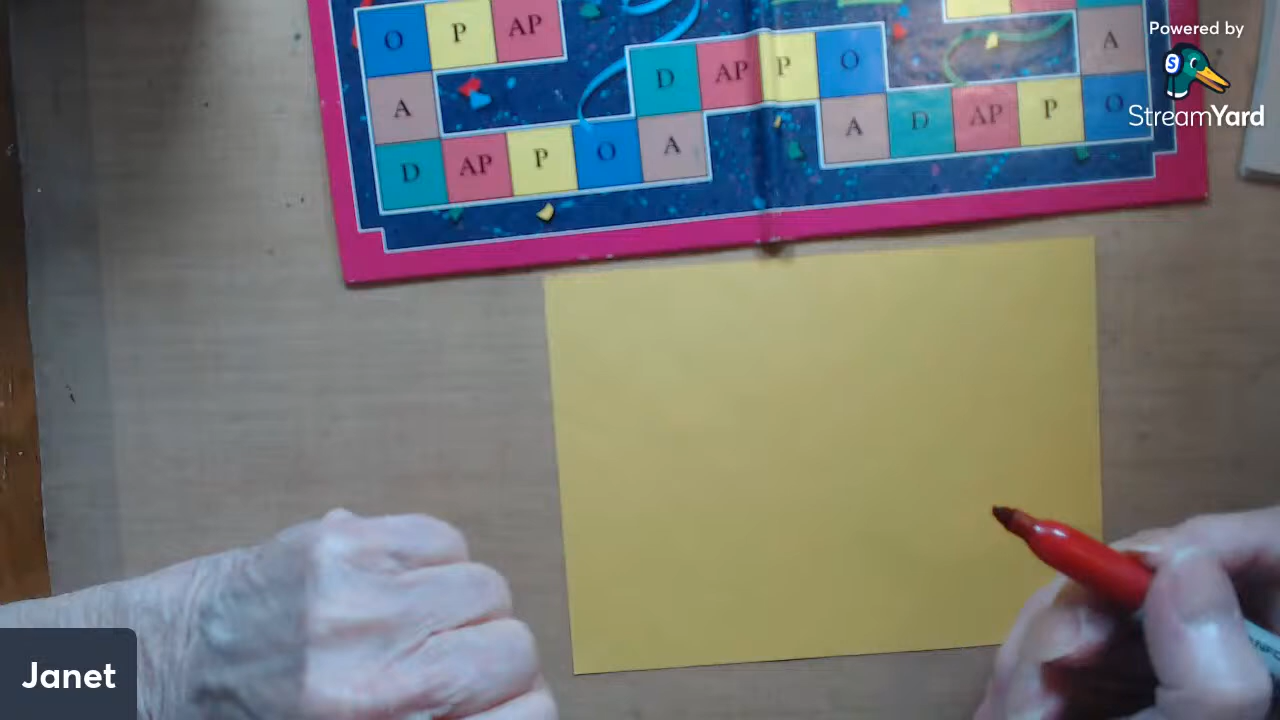 O P AP
D AP P O
A
A
A D AP P O
D AP P O A
Powered by
StreamYard
Janet